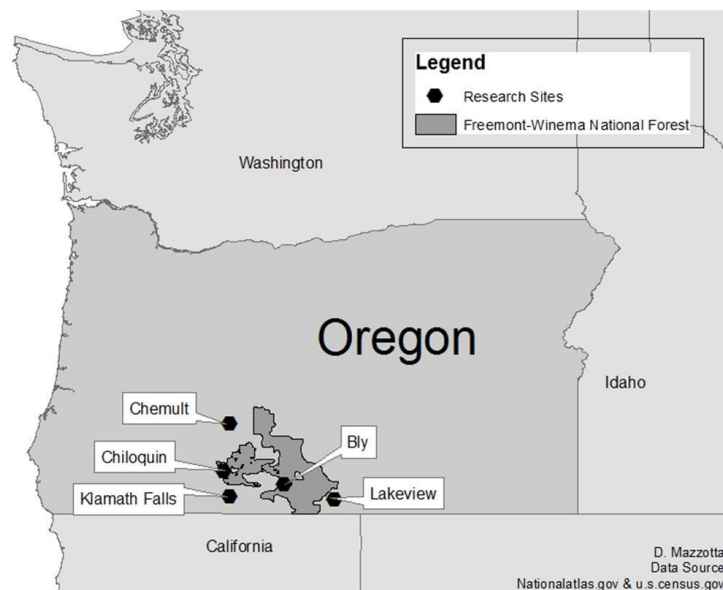 Legend
Research Sites
Freemont-Winema National Forest
Washington
Oregon
Idaho
Chemult
Bly
Chiloquin
Klamath Falls
Lakeview
California
D. Mazzotta
Data Source
Nationalatlas.gov & u.s.census.gov